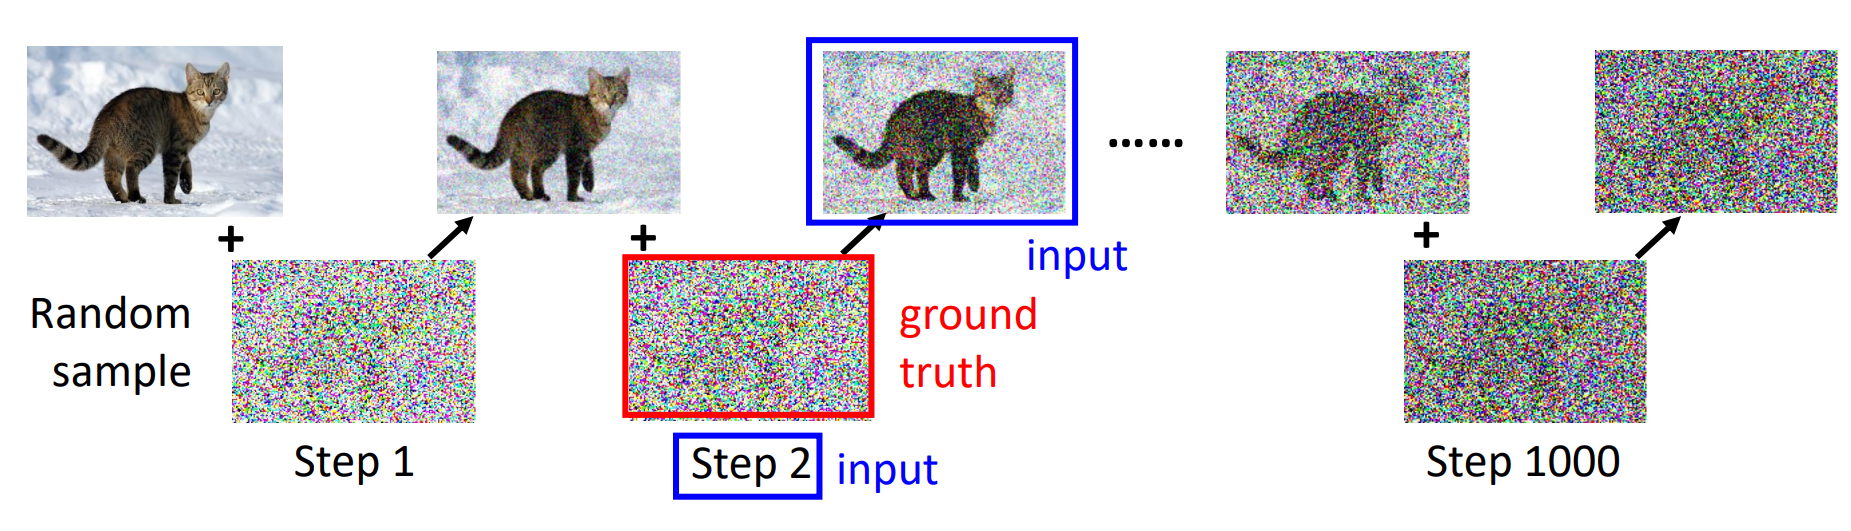 +
+
......
+
input
Random
sample
ground
truth
Step 1
Step 2
input
Step 1000